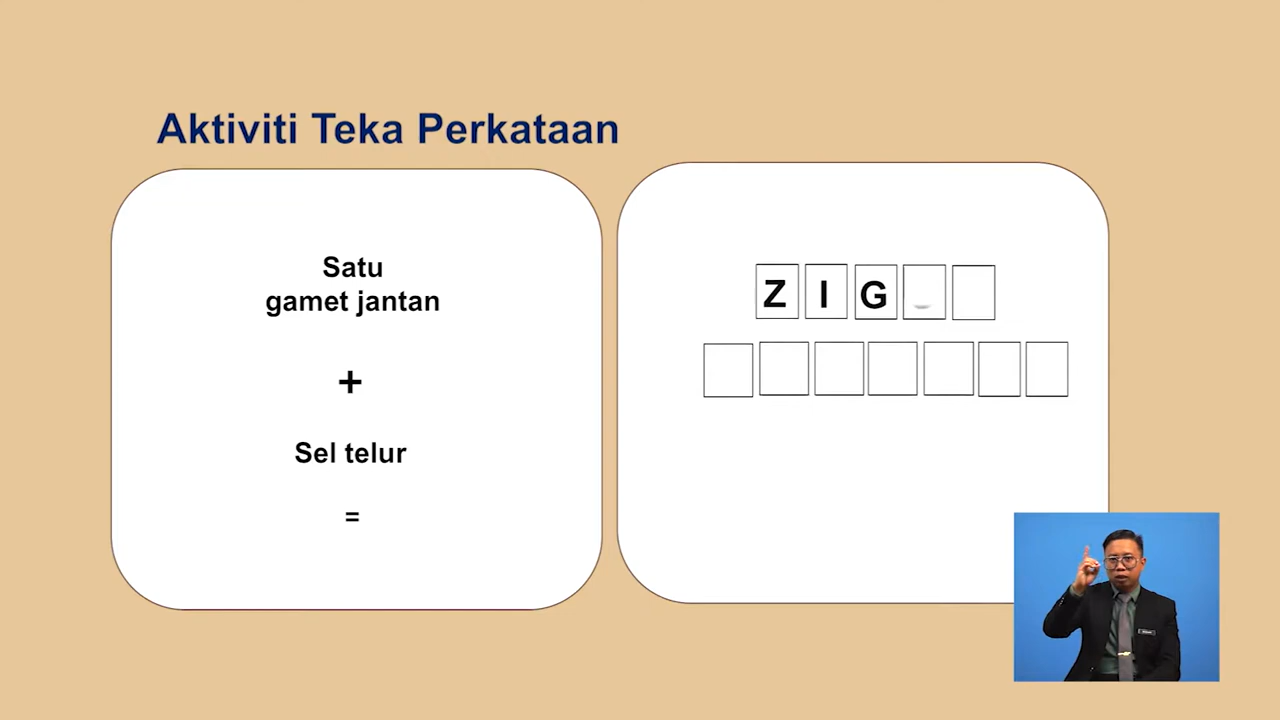 Aktiviti Teka Perkataan
Satu
gamet jantan
+
Sel telur
=
Z I G